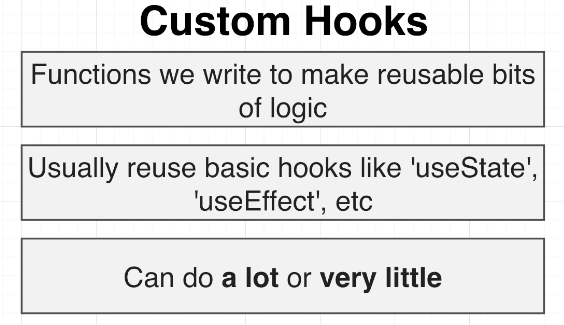 Custom Hooks
Functions we write to make reusable bits
of logic
Usually reuse basic hooks like 'useState',
'useEffect', etc
Can do a lot or very little